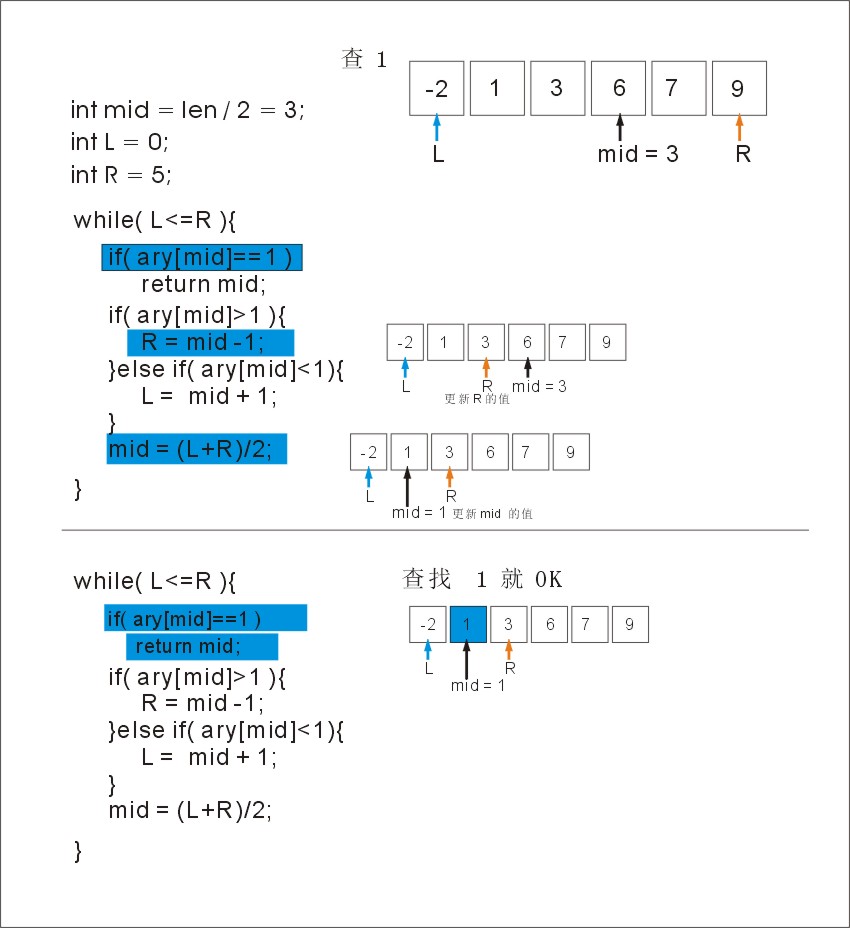 查 1
-2 1 3 6 7 9
L mid = 3 R
int mid = len / 2 = 3;
int L = 0;
int R = 5;
while( L<=R ){
if( ary[mid]==1 )
return mid;
if( ary[mid]>1 ){
R = mid -1;
}else if( ary[mid]<1){
L = mid + 1;
}
mid = (L+R)/2;
}
-2 1 3 6 7 9
L R mid = 3
更新 R 的值
-2 1 3 6 7 9
L R
mid = 1 更新 mid 的值
while( L<=R ){
if( ary[mid]==1 )
return mid;
if( ary[mid]>1 ){
R = mid -1;
}else if( ary[mid]<1){
L = mid + 1;
}
mid = (L+R)/2;
}
查找 1 就 OK
-2 1 3 6 7 9
L R
mid = 1